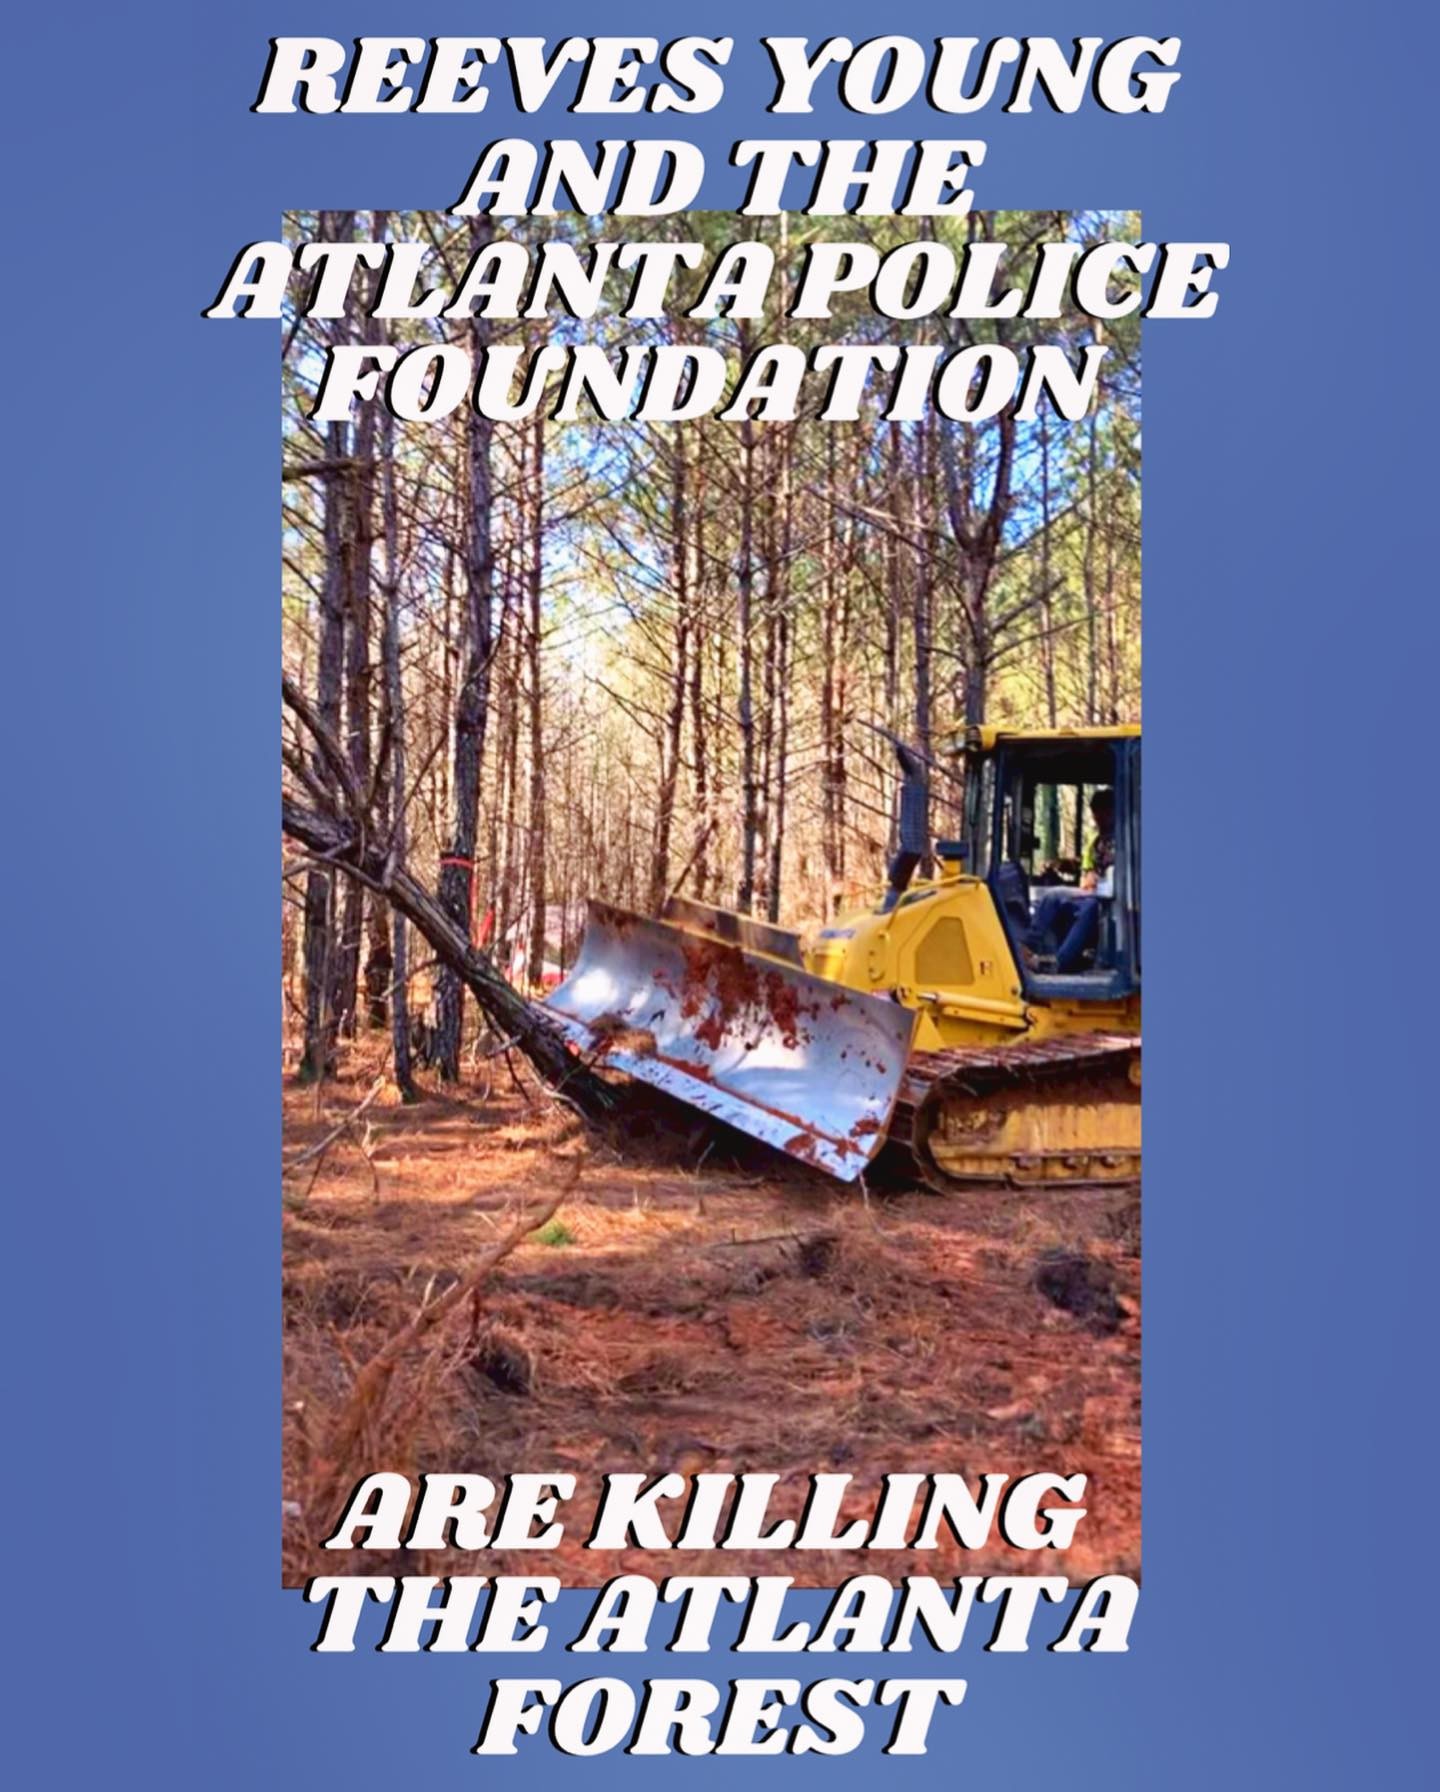 REEVES YOUNG
AND THE
ATLANTA POLICE
FOUNDATION
ARE KILLING
THE ATLANTA
FOREST